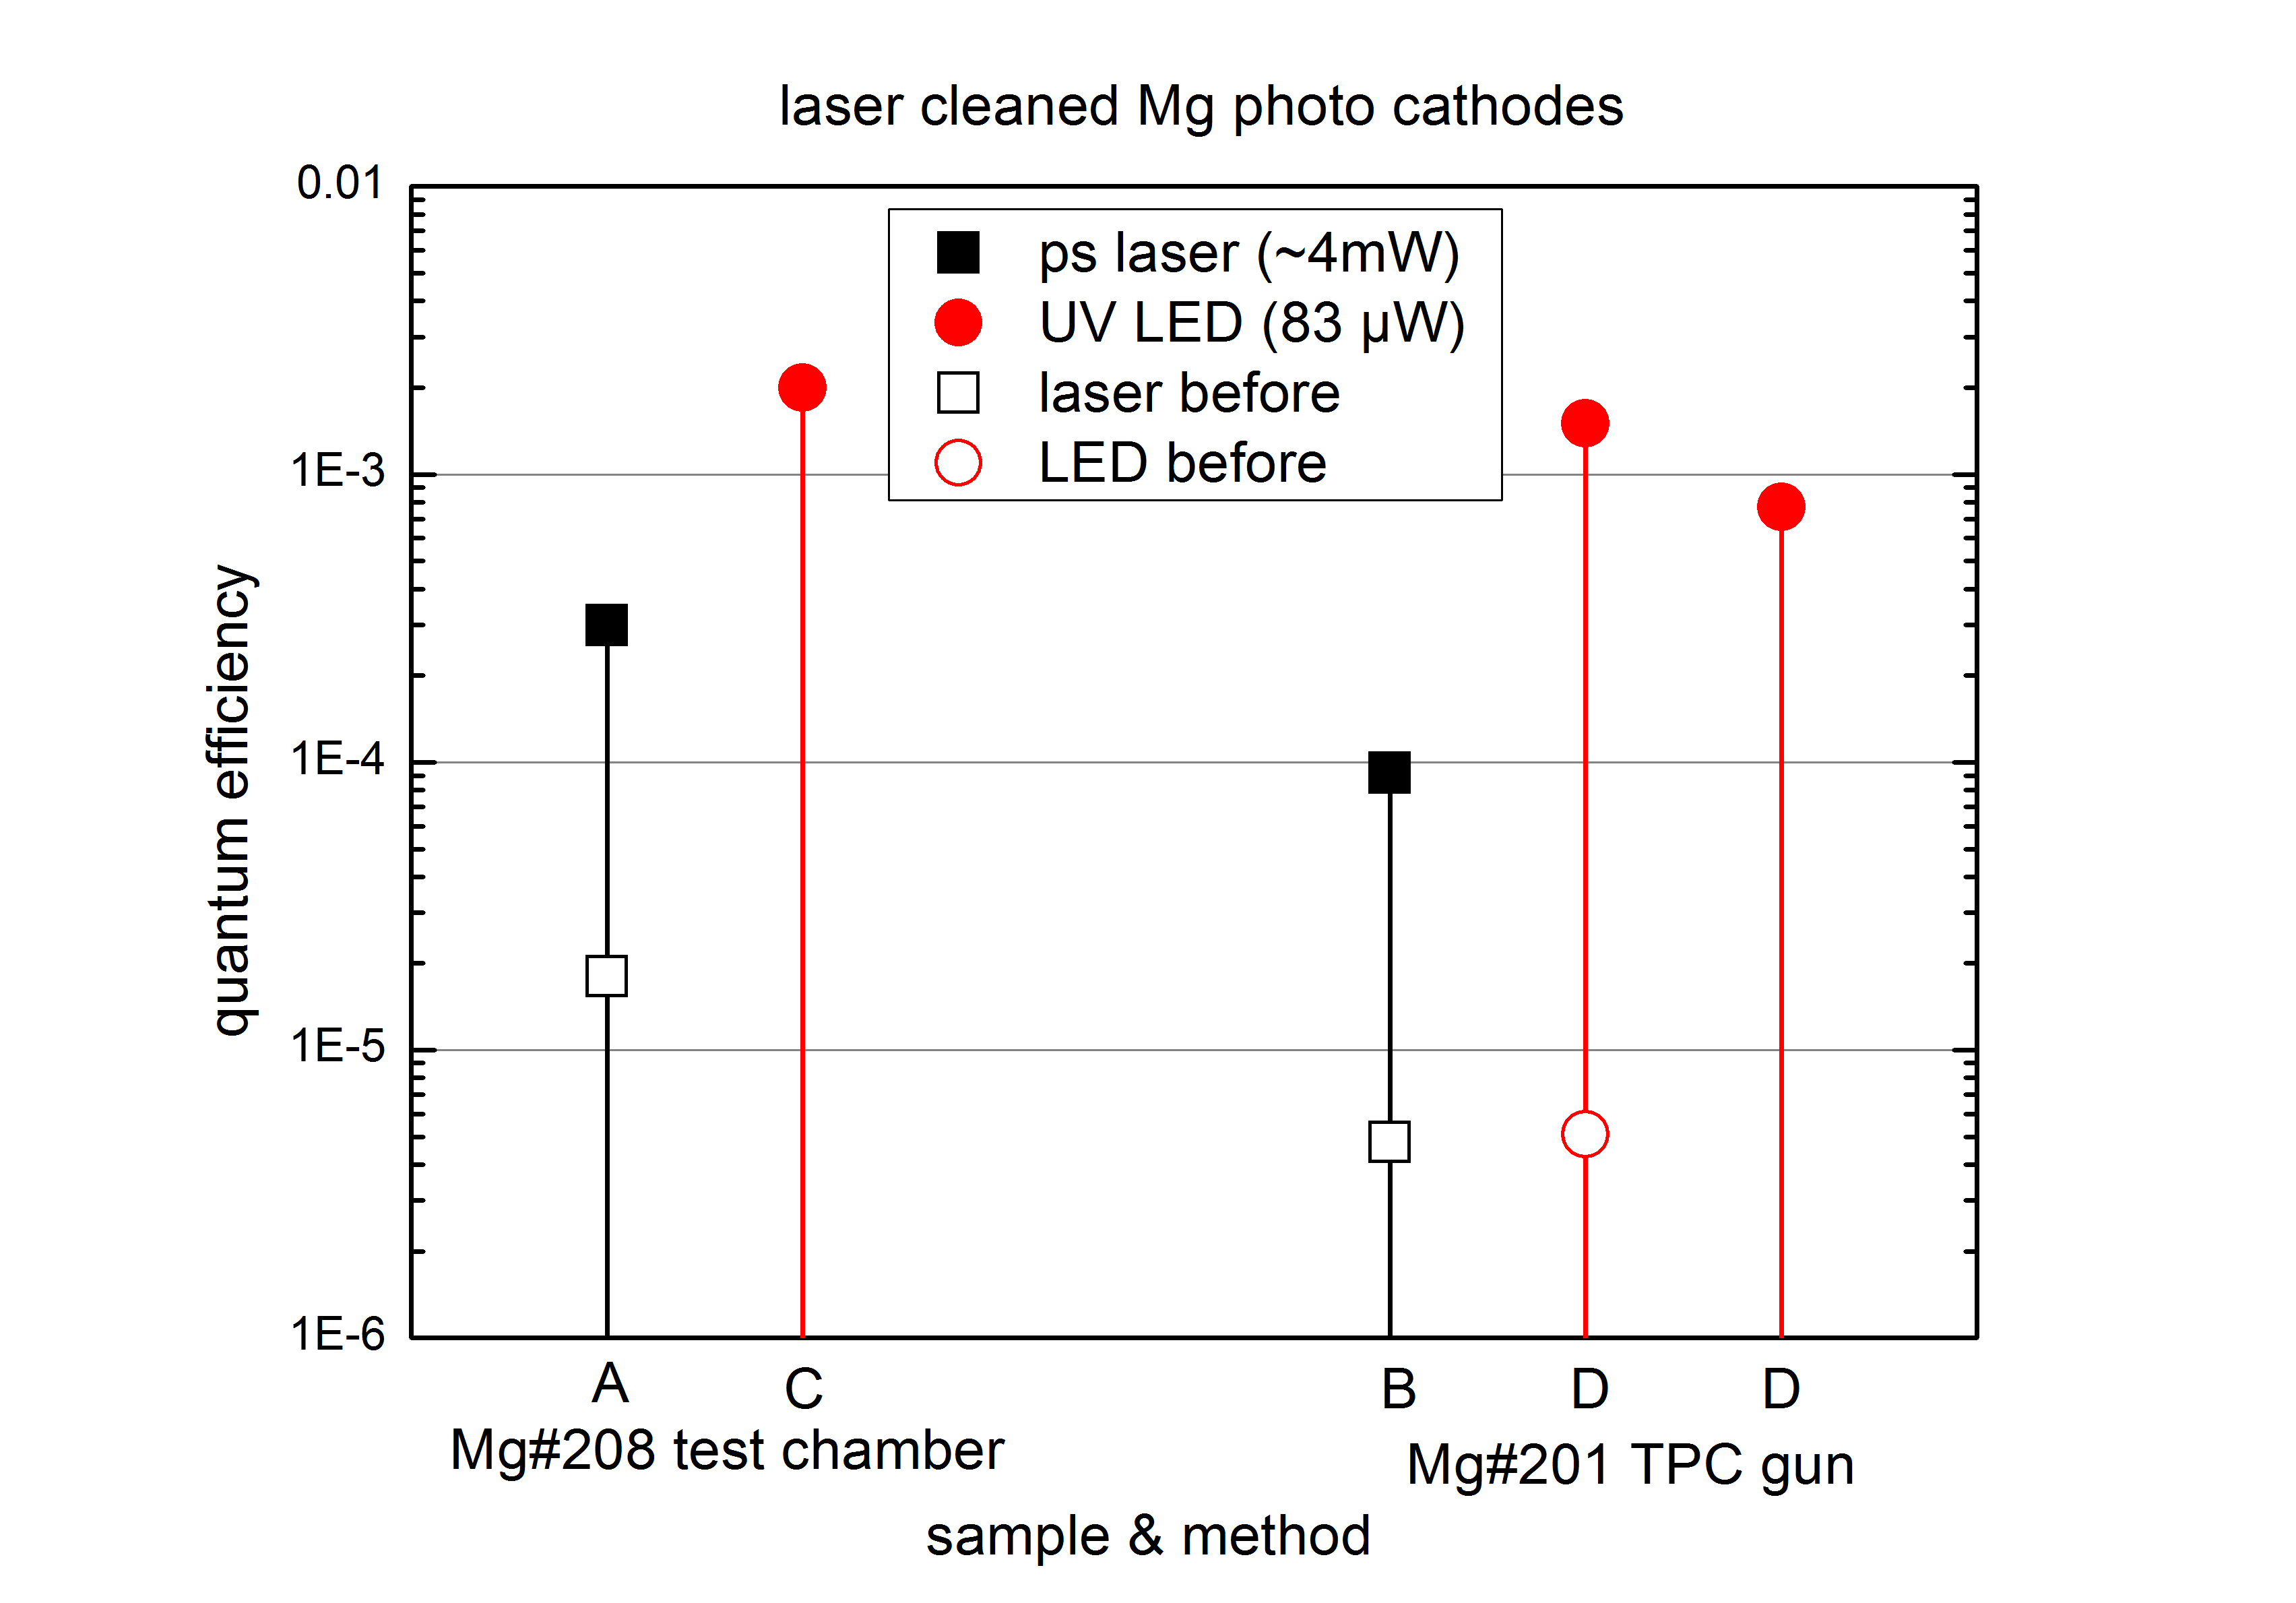 laser cleaned Mg photo cathodes
0.01
1E-3
1E-4
1E-5
1E-6
quantum efficiency
ps laser (~4mW)
UV LED (83 µW)
laser before
LED before
A C B D D
Mg#208 test chamber Mg#201 TPC gun
sample & method